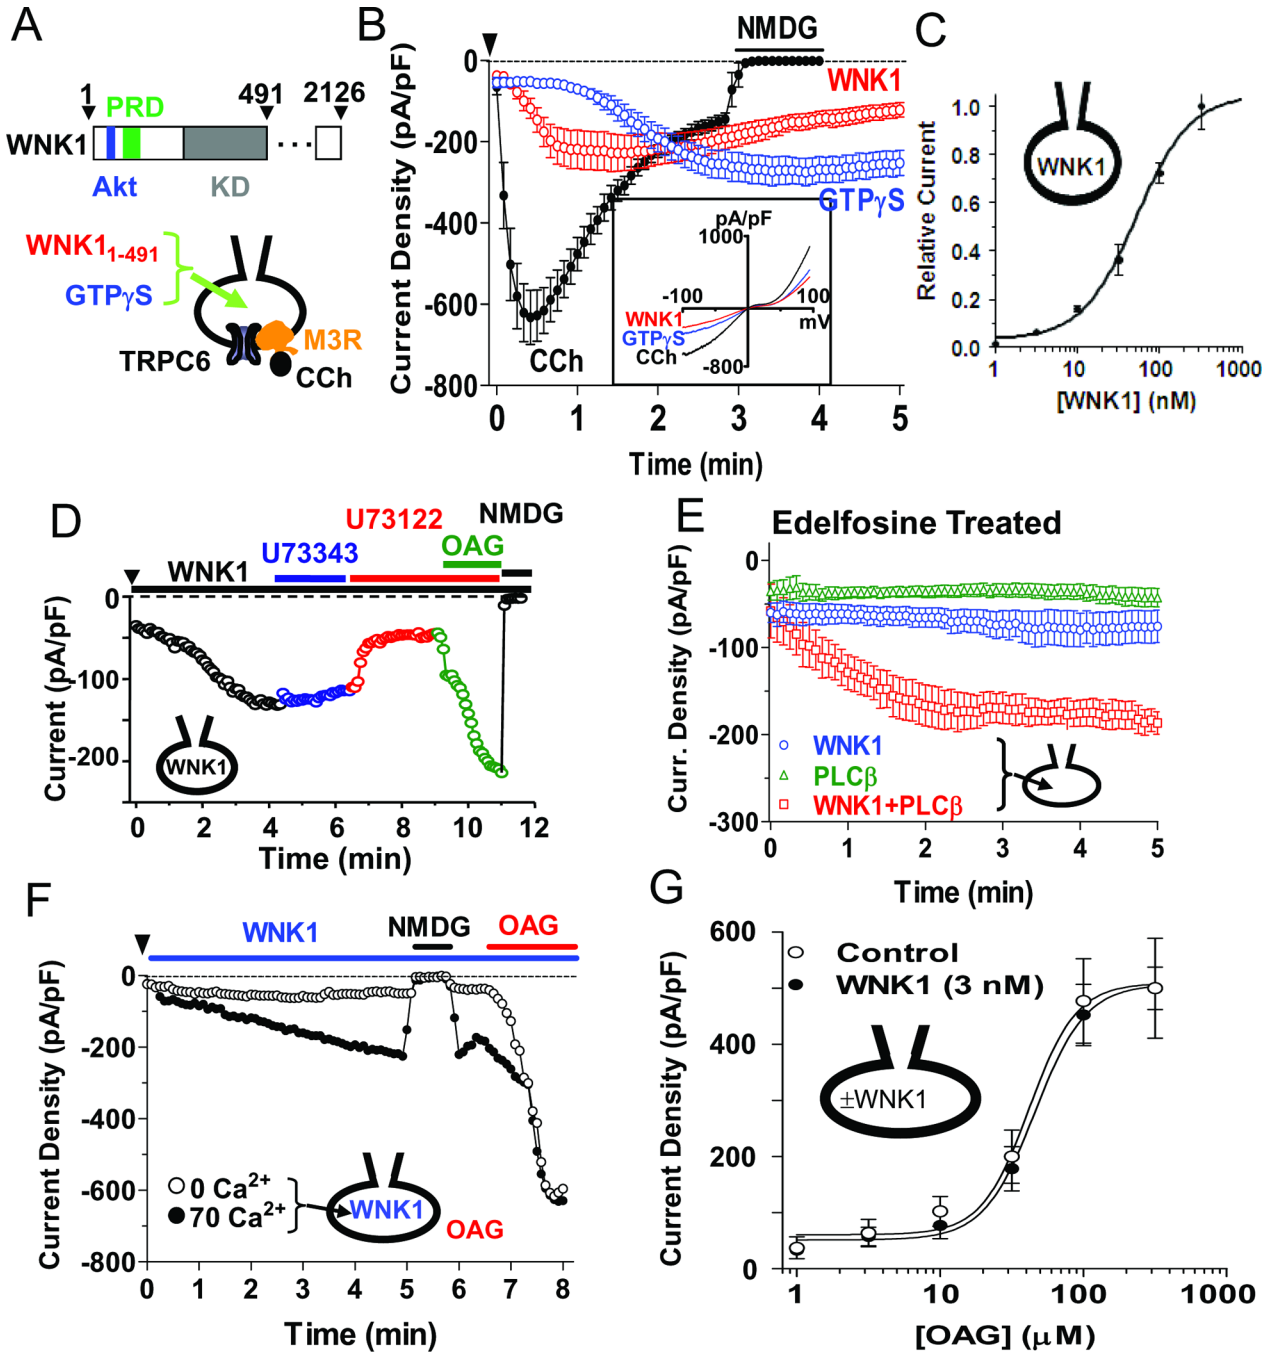 A
1
PRD
491
2126
WNK1
...
Akt
KD
WNK11-491
GTPγS
M3R
TRPC6
CCh
B
NMDG
0
-200
-400
-600
-800
Current Density (pA/pF)
WNK1
GTPγS
CCh
pA/pF
1000
-100
100
mV
WNK1
GTPγS
CCh
-800
0 1 2 3 4 5
Time (min)
C
WNK1
1.0
0.8
0.6
0.4
0.2
0.0
Relative Current
1 10 100 1000
[WNK1] (nM)
D
U73122
NMDG
U73343
OAG
WNK1
0
-100
-200
Current (pA/pF)
WNK1
0 2 4 6 8 10 12
Time (min)
E
Edelfosine Treated
0
-100
-200
-300
Curr. Density (pA/pF)
WNK1
PLCβ
WNK1+PLCβ
0 1 2 3 4 5
Time (min)
F
WNK1
NMDG
OAG
0
-200
-400
-600
-800
Current Density (pA/pF)
0 Ca2+
70 Ca2+
WNK1
OAG
0 1 2 3 4 5 6 7 8
Time (min)
G
600
400
200
0
Current Density (pA/pF)
Control
WNK1 (3 nM)
±WNK1
1 10 100 1000
[OAG] (μM)